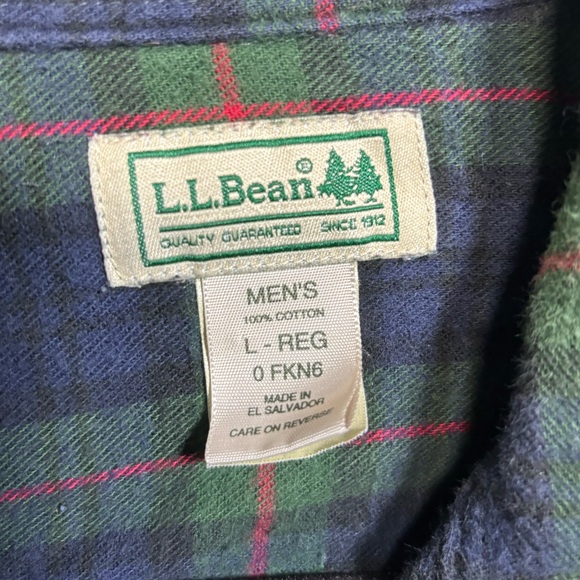 L.L.Bean®
QUALITY GUARANTEED SINCE 1912
MEN'S
100% COTTON
L - REG
0 FKN6
MADE IN
EL SALVADOR
CARE ON REVERSE